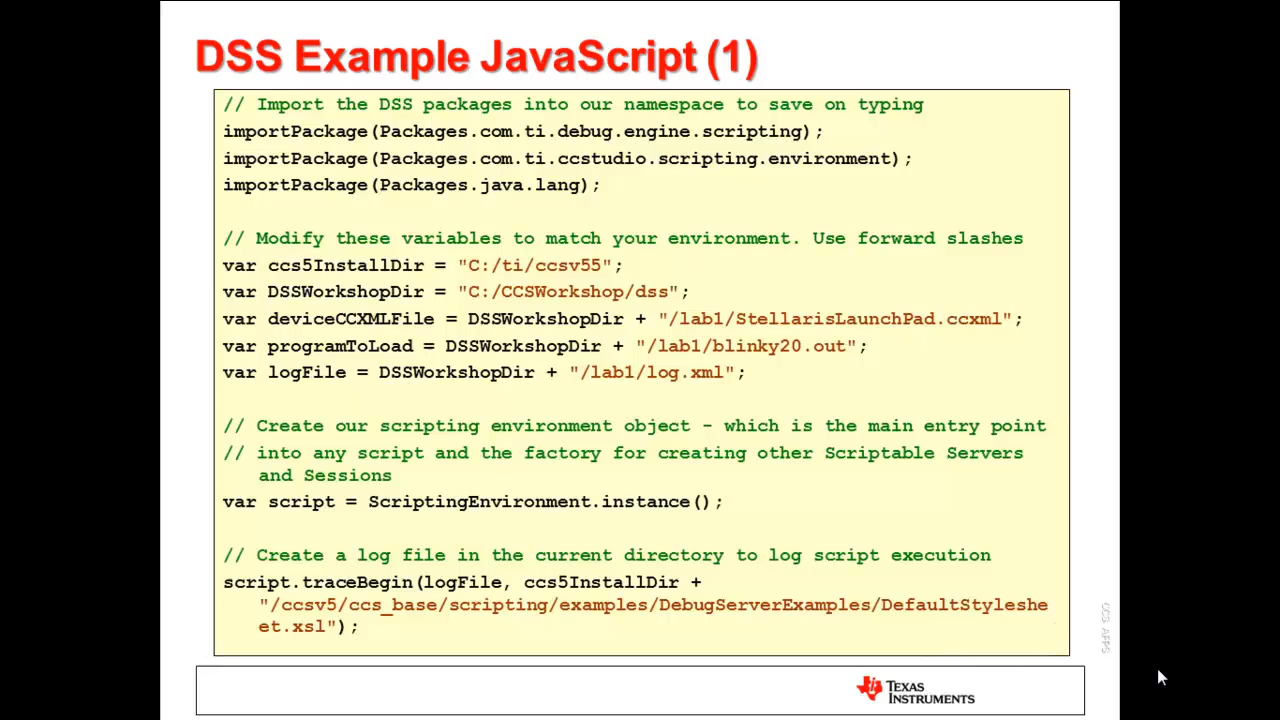 DSS Example JavaScript (1)
// Import the DSS packages into our namespace to save on typing
importPackage(Packages.com.ti.debug.engine.scripting);
importPackage(Packages.com.ti.ccstudio.scripting.environment);
importPackage(Packages.java.lang);
// Modify these variables to match your environment. Use forward slashes
var ccs5InstallDir = "C:/ti/ccsv55";
var DSSWorkshopDir = "C:/CCSWorkshop/dss";
var deviceCCXMLFile = DSSWorkshopDir + "/lab1/StellarisLaunchPad.ccxml";
var programToLoad = DSSWorkshopDir + "/lab1/blinky20.out";
var logFile = DSSWorkshopDir + "/lab1/log.xml";
// Create our scripting environment object - which is the main entry point
// into any script and the factory for creating other Scriptable Servers
and Sessions
var script = ScriptingEnvironment.instance();
// Create a log file in the current directory to log script execution
script.traceBegin(logFile, ccs5InstallDir +
"/ccsv5/ccs_base/scripting/examples/DebugServerExamples/DefaultStyleshe
et.xsl");
CCS APPS
TEXAS
INSTRUMENTS